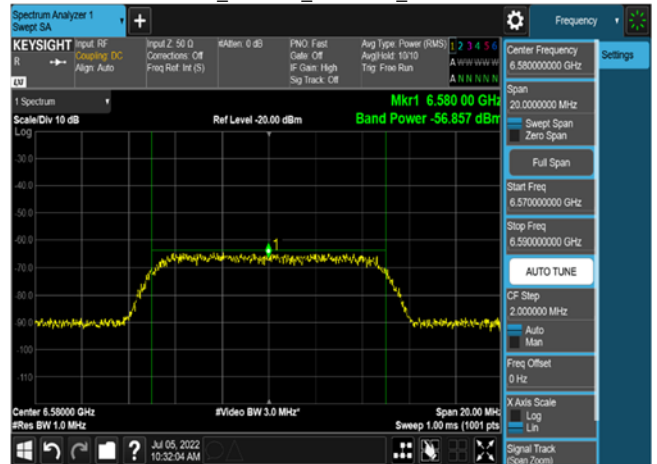 Spectrum Analyzer 1
Swept SA
+
Frequency
KEYSIGHT
R
LXI
Input: RF
Coupling: DC
Align: Auto
Input Z: 50 Ω
Corrections: Off
Freq Ref: Int (S)
#Atten: 0 dB
PNO: Fast
Gate: Off
IF Gain: High
Sig Track: Off
Avg Type: Power (RMS)
Avg|Hold: 10/10
Trig: Free Run
1 2 3 4 5 6
A W W W W W
A N N N N N
1 Spectrum
Scale/Div 10 dB
Log
Ref Level -20.00 dBm
Mkr1 6.580 00 GHz
Band Power -56.857 dBm
1
-30.0
-40.0
-50.0
-60.0
-70.0
-80.0
-90.0
-100
-110
Center 6.58000 GHz
#Res BW 1.0 MHz
#Video BW 3.0 MHz*
Span 20.00 MHz
Sweep 1.00 ms (1001 pts
Center Frequency
6.580000000 GHz
Span
20.0000000 MHz
Swept Span
Zero Span
Full Span
Start Freq
6.570000000 GHz
Stop Freq
6.590000000 GHz
AUTO TUNE
CF Step
2.000000 MHz
Auto
Man
Freq Offset
0 Hz
X Axis Scale
Log
Lin
Signal Track
(Span Zoom)
Settings
?
Jul 05, 2022
10:32:04 AM